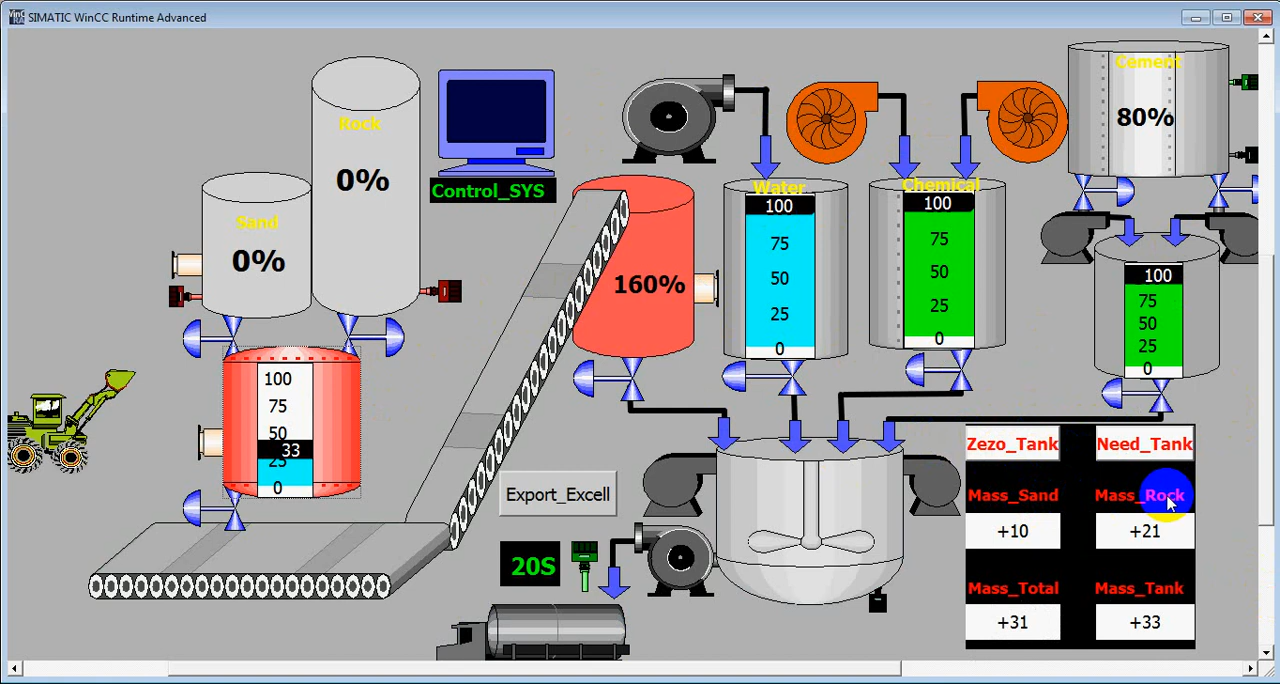 SIMATIC WinCC Runtime Advanced
Cement
80%
Rock
0%
Control_SYS
Sand
0%
160%
Water
100
75
50
25
0
Chemical
100
75
50
25
0
100
75
50
25
0
100
75
50
33
25
0
Export_Excell
20S
Zezo_Tank
Need_Tank
Mass_Sand
Mass_Rock
+10
+21
Mass_Total
Mass_Tank
+31
+33